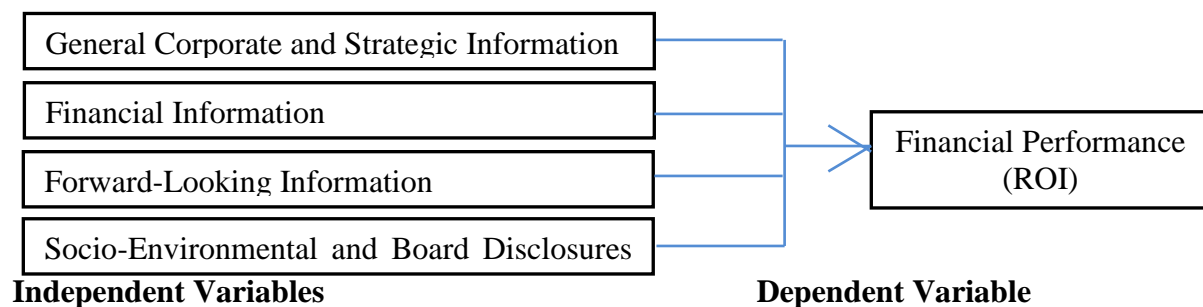 General Corporate and Strategic Information
Financial Information
Forward-Looking Information
Socio-Environmental and Board Disclosures
Financial Performance
(ROI)
Independent Variables
Dependent Variable